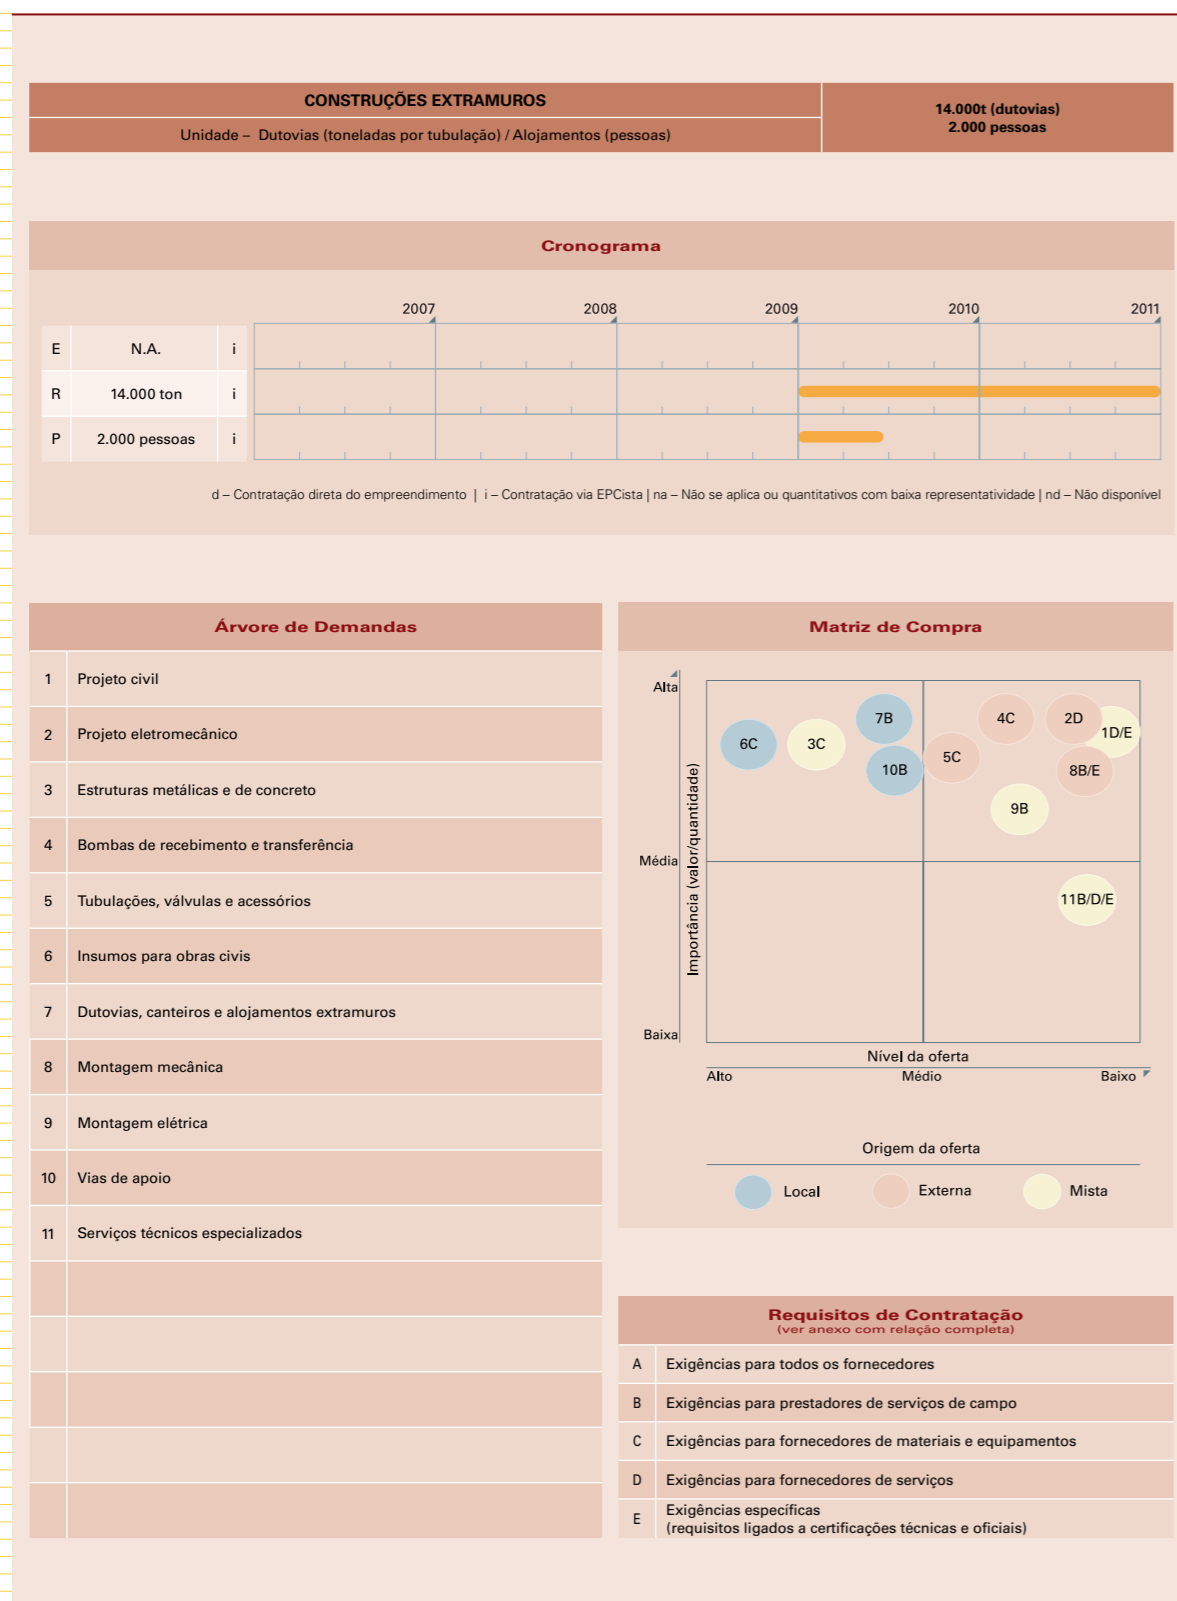 CONSTRUÇÕES EXTRAMUROS
Unidade – Dutovias (toneladas por tubulação) / Alojamentos (pessoas)
14.000t (dutovias)
2.000 pessoas
Cronograma
2007 2008 2009 2010 2011
E N.A. i
R 14.000 ton i
P 2.000 pessoas i
d – Contratação direta do empreendimento | i – Contratação via EPCista | na – Não se aplica ou quantitativos com baixa representatividade | nd – Não disponível
Árvore de Demandas
1 Projeto civil
2 Projeto eletromecânico
3 Estruturas metálicas e de concreto
4 Bombas de recebimento e transferência
5 Tubulações, válvulas e acessórios
6 Insumos para obras civis
7 Dutovias, canteiros e alojamentos extramuros
8 Montagem mecânica
9 Montagem elétrica
10 Vias de apoio
11 Serviços técnicos especializados
Matriz de Compra
Alta
Média
Baixa
Importância (valor/quantidade)
7B 4C 2D
1D/E
6C 3C
5C
10B 8B/E
9B
11B/D/E
Nível da oferta
Alto Médio Baixo
Origem da oferta
Local Externa Mista
Requisitos de Contratação
(ver anexo com relação completa)
A Exigências para todos os fornecedores
B Exigências para prestadores de serviços de campo
C Exigências para fornecedores de materiais e equipamentos
D Exigências para fornecedores de serviços
E Exigências específicas
(requisitos ligados a certificações técnicas e oficiais)